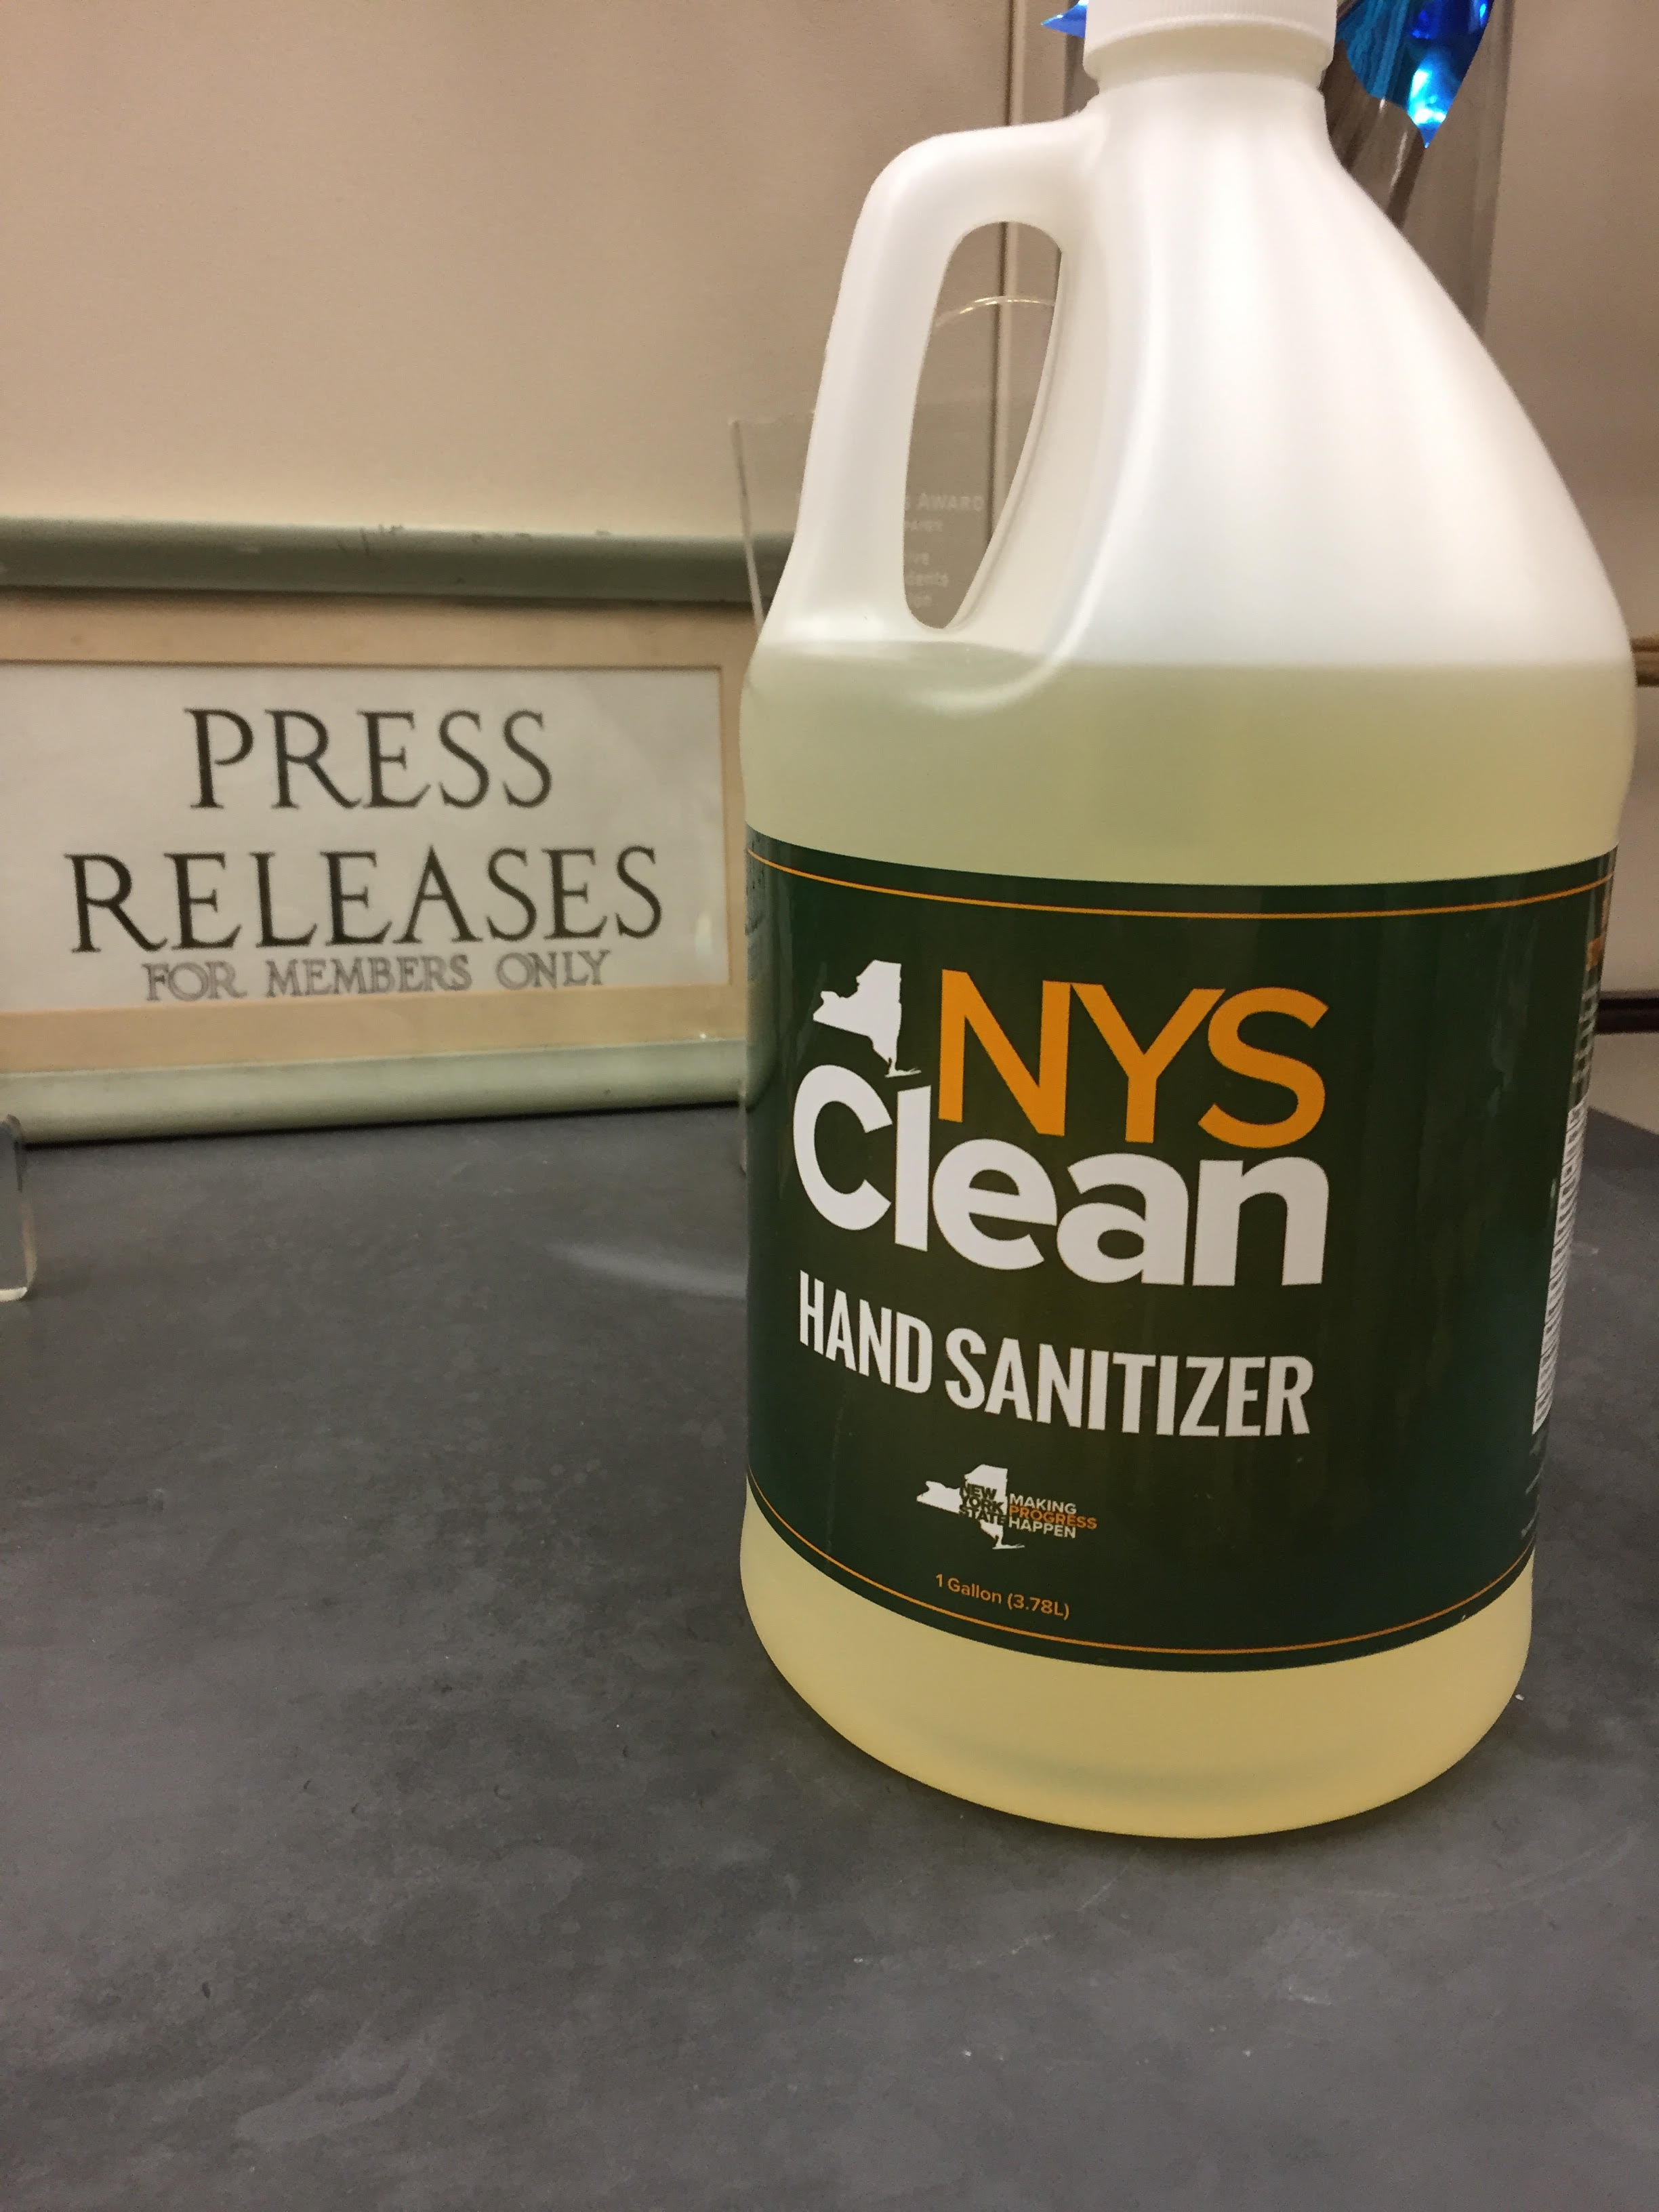 PRESS
RELEASES
FOR MEMBERS ONLY
AWARD
NYS
Clean
HAND SANITIZER
NEW
YORK
STATE
MAKING
PROGRESS
HAPPEN
1 Gallon (3.78L)